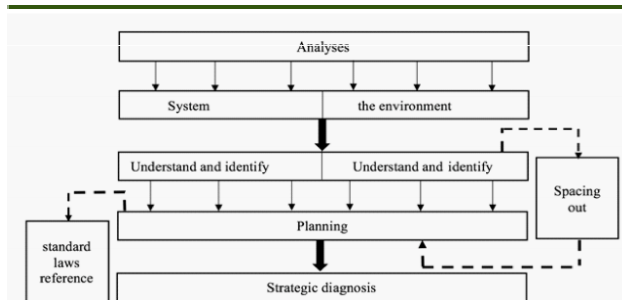 Analyses
System the environment
Understand and identify Understand and identify
Spacing
out
Planning
standard
laws
reference
Strategic diagnosis